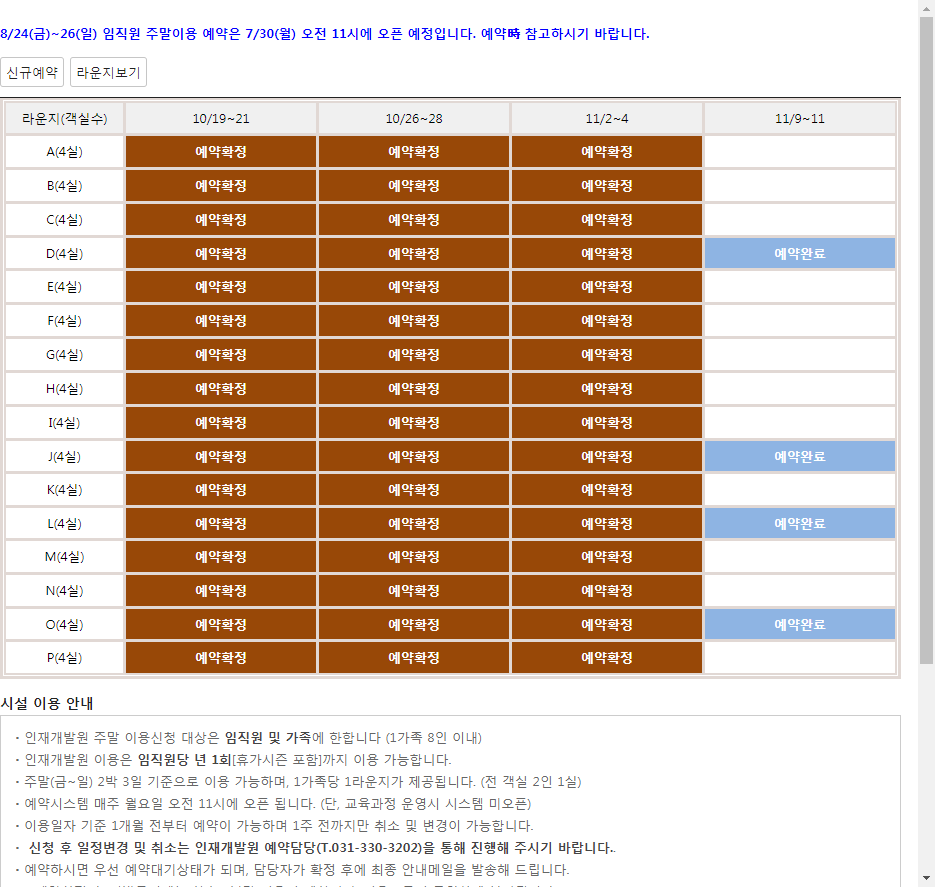 8/24(금)~26(일) 임직원 주말이용 예약은 7/30(월) 오전 11시에 오픈 예정입니다. 예약時 참고하시기 바랍니다.
신규예약 라운지보기
라운지(객실수) 10/19~21 10/26~28 11/2~4 11/9~11
A(4실) 예약확정 예약확정 예약확정
B(4실) 예약확정 예약확정 예약확정
C(4실) 예약확정 예약확정 예약확정
D(4실) 예약확정 예약확정 예약확정 예약완료
E(4실) 예약확정 예약확정 예약확정
F(4실) 예약확정 예약확정 예약확정
G(4실) 예약확정 예약확정 예약확정
H(4실) 예약확정 예약확정 예약확정
I(4실) 예약확정 예약확정 예약확정
J(4실) 예약확정 예약확정 예약확정 예약완료
K(4실) 예약확정 예약확정 예약확정
L(4실) 예약확정 예약확정 예약확정 예약완료
M(4실) 예약확정 예약확정 예약확정
N(4실) 예약확정 예약확정 예약확정
O(4실) 예약확정 예약확정 예약확정 예약완료
P(4실) 예약확정 예약확정 예약확정
시설 이용 안내
· 인재개발원 주말 이용신청 대상은 임직원 및 가족에 한합니다 (1가족 8인 이내)
· 인재개발원 이용은 임직원당 년 1회[휴가시즌 포함]까지 이용 가능합니다.
· 주말(금~일) 2박 3일 기준으로 이용 가능하며, 1가족당 1라운지가 제공됩니다. (전 객실 2인 1실)
· 예약시스템 매주 월요일 오전 11시에 오픈 됩니다. (단, 교육과정 운영시 시스템 미오픈)
· 이용일자 기준 1개월 전부터 예약이 가능하며 1주 전까지만 취소 및 변경이 가능합니다.
· 신청 후 일정변경 및 취소는 인재개발원 예약담당(T.031-330-3202)을 통해 진행해 주시기 바랍니다..
· 예약하시면 우선 예약대기상태가 되며, 담당자가 확정 후에 최종 안내메일을 발송해 드립니다.